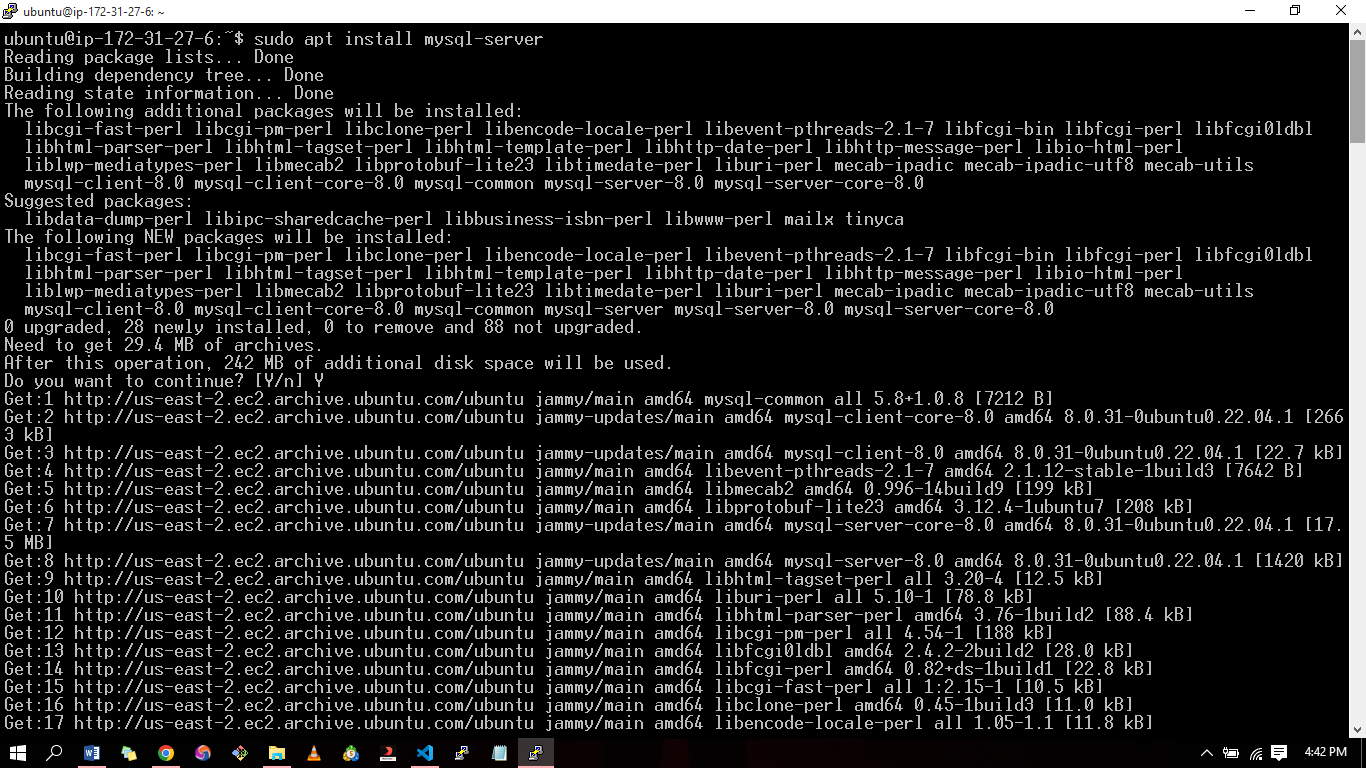 ubuntu@ip-172-31-27-6: ~
ubuntu@ip-172-31-27-6:~$ sudo apt install mysql-server
Reading package lists... Done
Building dependency tree... Done
Reading state information... Done
The following additional packages will be installed:
  libcgi-fast-perl libcgi-pm-perl libclone-perl libencode-locale-perl libevent-pthreads-2.1-7 libfcgi-bin libfcgi-perl libfcgi0ldbl
  libhtml-parser-perl libhtml-tagset-perl libhtml-template-perl libhttp-date-perl libhttp-message-perl libio-html-perl
  liblwp-mediatypes-perl libmecab2 libprotobuf-lite23 libtimedate-perl liburi-perl mecab-ipadic mecab-ipadic-utf8 mecab-utils
  mysql-client-8.0 mysql-client-core-8.0 mysql-common mysql-server-8.0 mysql-server-core-8.0
Suggested packages:
  libdata-dump-perl libipc-sharedcache-perl libbusiness-isbn-perl libwww-perl mailx tinyca
The following NEW packages will be installed:
  libcgi-fast-perl libcgi-pm-perl libclone-perl libencode-locale-perl libevent-pthreads-2.1-7 libfcgi-bin libfcgi-perl libfcgi0ldbl
  libhtml-parser-perl libhtml-tagset-perl libhtml-template-perl libhttp-date-perl libhttp-message-perl libio-html-perl
  liblwp-mediatypes-perl libmecab2 libprotobuf-lite23 libtimedate-perl liburi-perl mecab-ipadic mecab-ipadic-utf8 mecab-utils
  mysql-client-8.0 mysql-client-core-8.0 mysql-common mysql-server mysql-server-8.0 mysql-server-core-8.0
0 upgraded, 28 newly installed, 0 to remove and 88 not upgraded.
Need to get 29.4 MB of archives.
After this operation, 242 MB of additional disk space will be used.
Do you want to continue? [Y/n] Y
Get:1 http://us-east-2.ec2.archive.ubuntu.com/ubuntu jammy/main amd64 mysql-common all 5.8+1.0.8 [7212 B]
Get:2 http://us-east-2.ec2.archive.ubuntu.com/ubuntu jammy-updates/main amd64 mysql-client-core-8.0 amd64 8.0.31-0ubuntu0.22.04.1 [266
3 kB]
Get:3 http://us-east-2.ec2.archive.ubuntu.com/ubuntu jammy-updates/main amd64 mysql-client-8.0 amd64 8.0.31-0ubuntu0.22.04.1 [22.7 kB]
Get:4 http://us-east-2.ec2.archive.ubuntu.com/ubuntu jammy/main amd64 libevent-pthreads-2.1-7 amd64 2.1.12-stable-1build3 [7642 B]
Get:5 http://us-east-2.ec2.archive.ubuntu.com/ubuntu jammy/main amd64 libmecab2 amd64 0.996-14build9 [199 kB]
Get:6 http://us-east-2.ec2.archive.ubuntu.com/ubuntu jammy/main amd64 libprotobuf-lite23 amd64 3.12.4-1ubuntu7 [208 kB]
Get:7 http://us-east-2.ec2.archive.ubuntu.com/ubuntu jammy-updates/main amd64 mysql-server-core-8.0 amd64 8.0.31-0ubuntu0.22.04.1 [17.
5 MB]
Get:8 http://us-east-2.ec2.archive.ubuntu.com/ubuntu jammy-updates/main amd64 mysql-server-8.0 amd64 8.0.31-0ubuntu0.22.04.1 [1420 kB]
Get:9 http://us-east-2.ec2.archive.ubuntu.com/ubuntu jammy/main amd64 libhtml-tagset-perl all 3.20-4 [12.5 kB]
Get:10 http://us-east-2.ec2.archive.ubuntu.com/ubuntu jammy/main amd64 liburi-perl all 5.10-1 [78.8 kB]
Get:11 http://us-east-2.ec2.archive.ubuntu.com/ubuntu jammy/main amd64 libhtml-parser-perl amd64 3.76-1build2 [88.4 kB]
Get:12 http://us-east-2.ec2.archive.ubuntu.com/ubuntu jammy/main amd64 libcgi-pm-perl all 4.54-1 [188 kB]
Get:13 http://us-east-2.ec2.archive.ubuntu.com/ubuntu jammy/main amd64 libfcgi0ldbl amd64 2.4.2-2build2 [28.0 kB]
Get:14 http://us-east-2.ec2.archive.ubuntu.com/ubuntu jammy/main amd64 libfcgi-perl amd64 0.82+ds-1build1 [22.8 kB]
Get:15 http://us-east-2.ec2.archive.ubuntu.com/ubuntu jammy/main amd64 libcgi-fast-perl all 1:2.15-1 [10.5 kB]
Get:16 http://us-east-2.ec2.archive.ubuntu.com/ubuntu jammy/main amd64 libclone-perl amd64 0.45-1build3 [11.0 kB]
Get:17 http://us-east-2.ec2.archive.ubuntu.com/ubuntu jammy/main amd64 libencode-locale-perl all 1.05-1.1 [11.8 kB]
4:42 PM